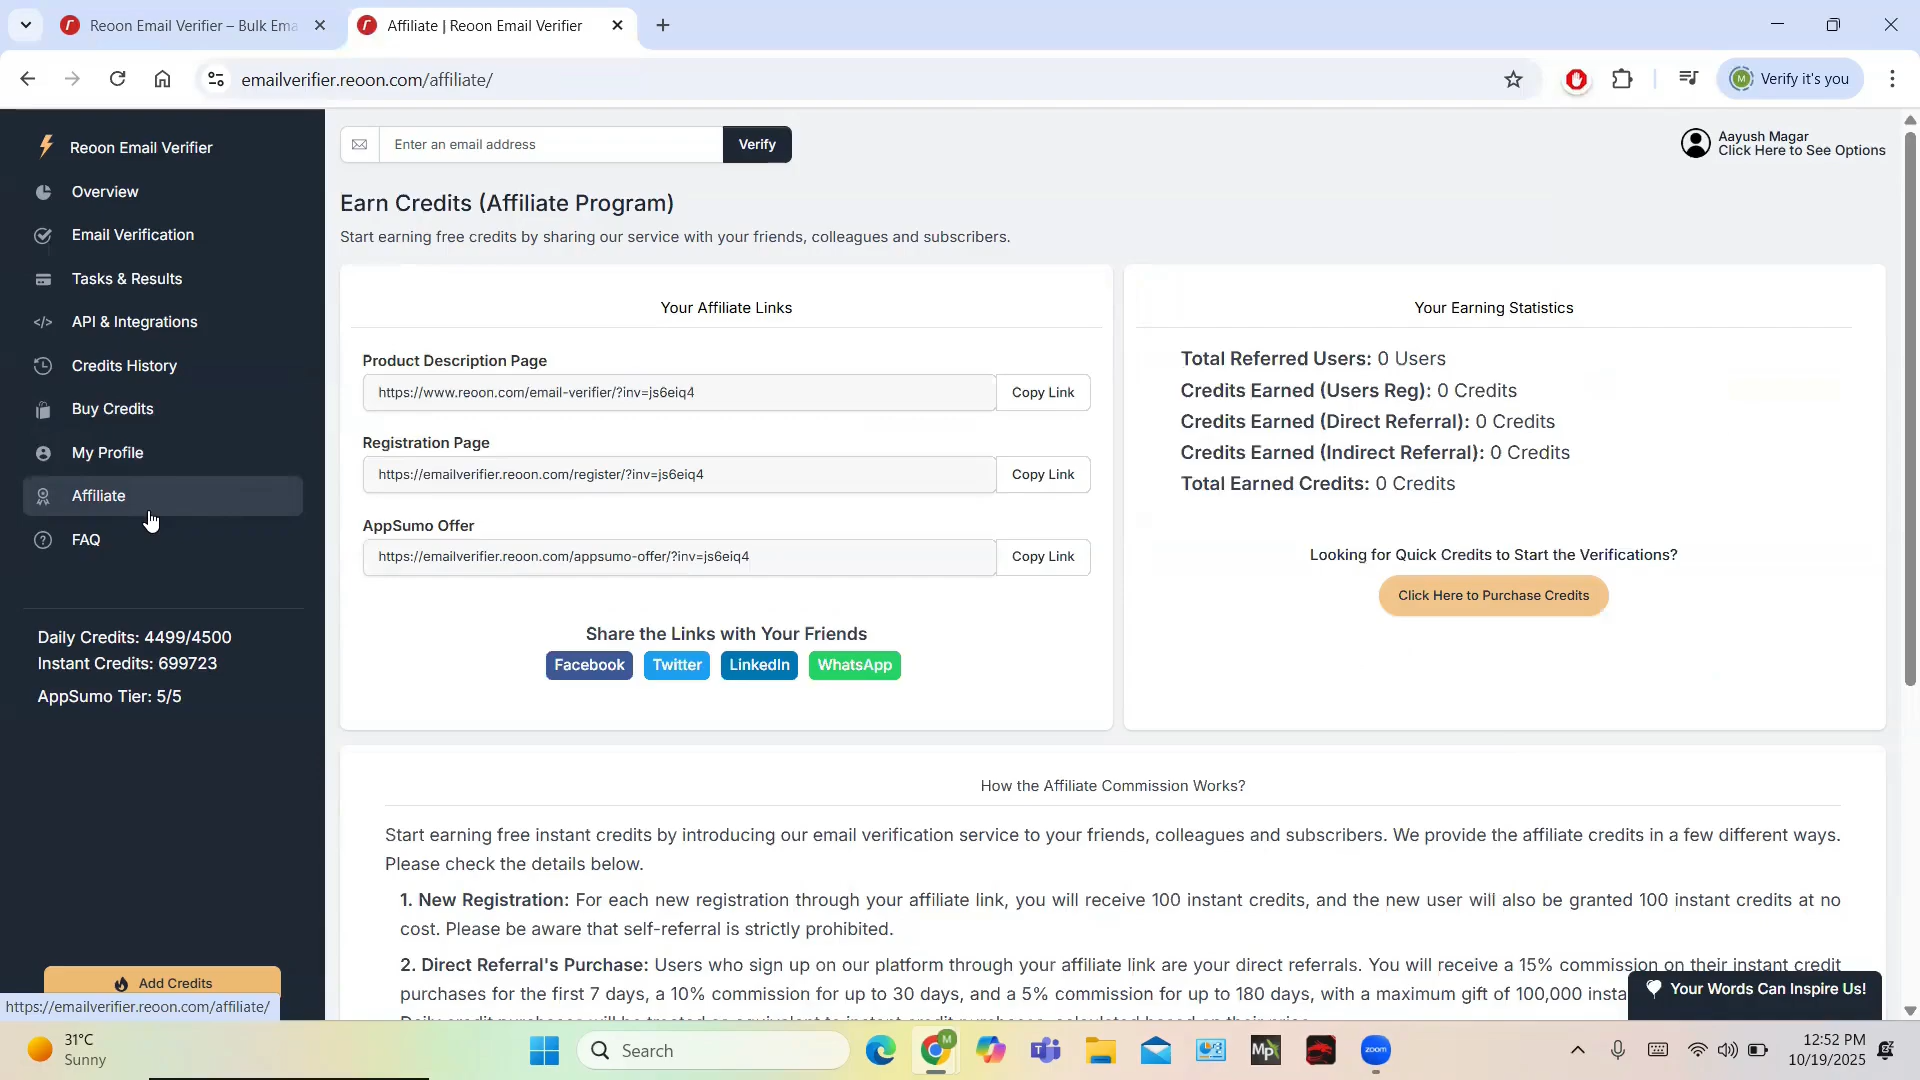 Reoon Email Verifier – Bulk Ema
Affiliate | Reoon Email Verifier
emailverifier.reoon.com/affiliate/
Verify it's you
Reoon Email Verifier
Overview
Email Verification
Tasks & Results
API & Integrations
Credits History
Buy Credits
My Profile
Affiliate
FAQ
Daily Credits: 4499/4500
Instant Credits: 699723
AppSumo Tier: 5/5
Add Credits
https://emailverifier.reoon.com/affiliate/
Enter an email address
Verify
Aayush Magar
Click Here to See Options
Earn Credits (Affiliate Program)
Start earning free credits by sharing our service with your friends, colleagues and subscribers.
Your Affiliate Links
Product Description Page
https://www.reoon.com/email-verifier/?inv=js6eiq4
Copy Link
Registration Page
https://emailverifier.reoon.com/register/?inv=js6eiq4
Copy Link
AppSumo Offer
https://emailverifier.reoon.com/appsumo-offer/?inv=js6eiq4
Copy Link
Share the Links with Your Friends
Facebook
Twitter
LinkedIn
WhatsApp
Your Earning Statistics
Total Referred Users: 0 Users
Credits Earned (Users Reg): 0 Credits
Credits Earned (Direct Referral): 0 Credits
Credits Earned (Indirect Referral): 0 Credits
Total Earned Credits: 0 Credits
Looking for Quick Credits to Start the Verifications?
Click Here to Purchase Credits
How the Affiliate Commission Works?
Start earning free instant credits by introducing our email verification service to your friends, colleagues and subscribers. We provide the affiliate credits in a few different ways.
Please check the details below.
1. New Registration: For each new registration through your affiliate link, you will receive 100 instant credits, and the new user will also be granted 100 instant credits at no
cost. Please be aware that self-referral is strictly prohibited.
2. Direct Referral's Purchase: Users who sign up on our platform through your affiliate link are your direct referrals. You will receive a 15% commission on their instant credit
purchases for the first 7 days, a 10% commission for up to 30 days, and a 5% commission for up to 180 days, with a maximum gift of 100,000 insta
Your Words Can Inspire Us!
31°C
Sunny
Search
M
Mp
zoom
12:52 PM
10/19/2025